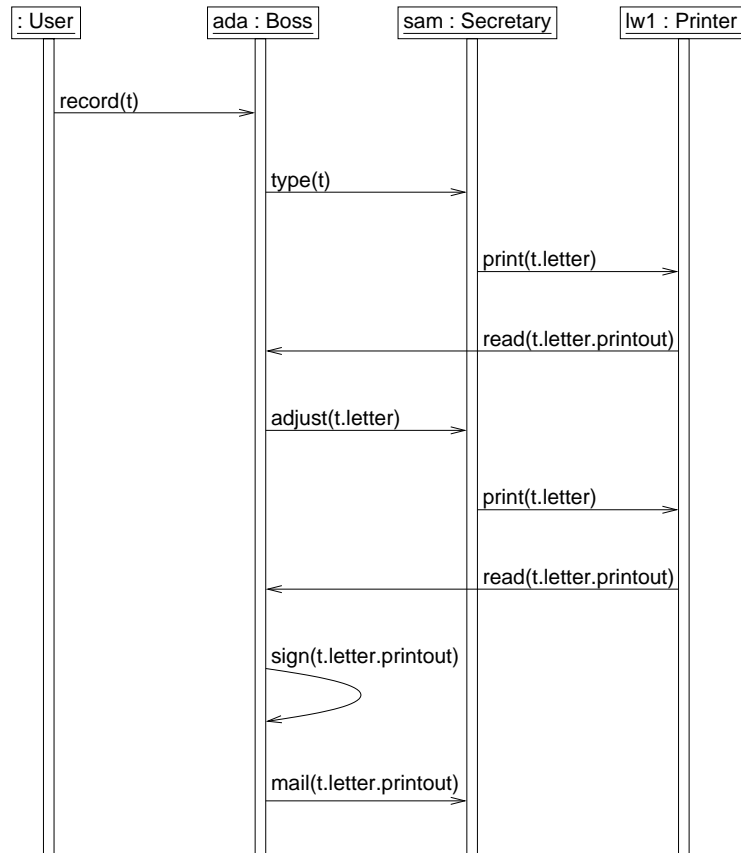 : User
ada : Boss
sam : Secretary
lw1 : Printer
record(t)
type(t)
print(t.letter)
read(t.letter.printout)
adjust(t.letter)
print(t.letter)
read(t.letter.printout)
sign(t.letter.printout)
mail(t.letter.printout)